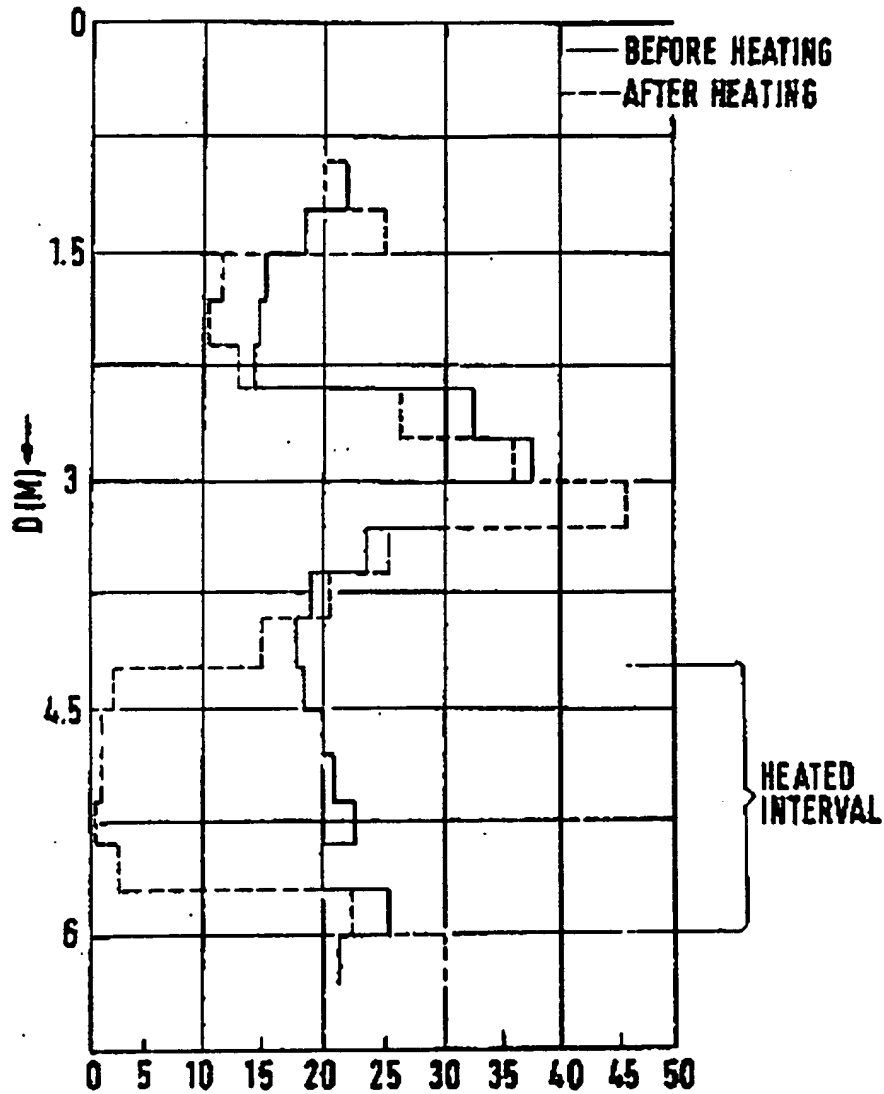 0
BEFORE HEATING
AFTER HEATING
1.5
D(M)
3
4.5
HEATED
INTERVAL
6
0 5 10 15 20 25 30 35 40 45 50